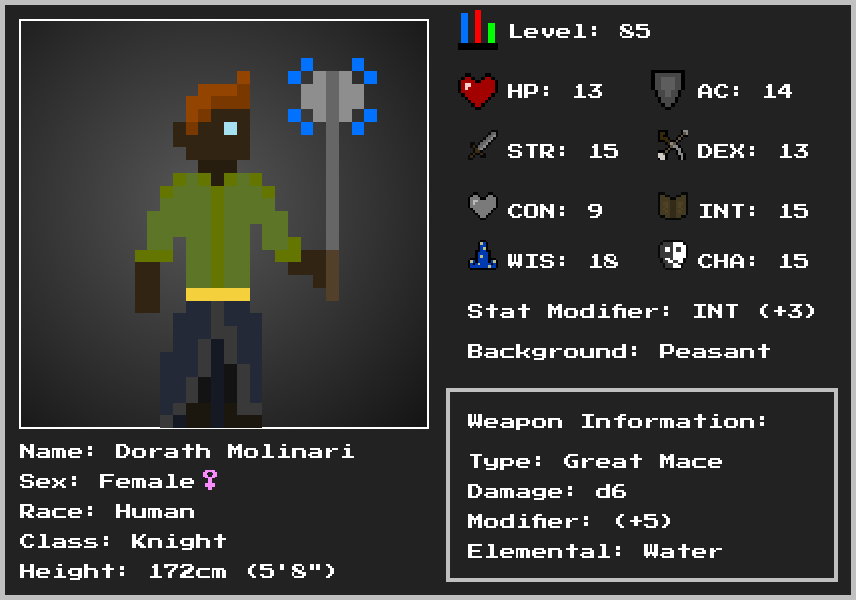 Level: 85
HP: 13
AC: 14
STR: 15
DEX: 13
CON: 9
INT: 15
WIS: 18
CHA: 15
Stat Modifier: INT (+3)
Background: Peasant
Weapon Information:
Type: Great Mace
Damage: d6
Modifier: (+5)
Elemental: Water
Name: Dorath Molinari
Sex: Female♀
Race: Human
Class: Knight
Height: 172cm (5'8")